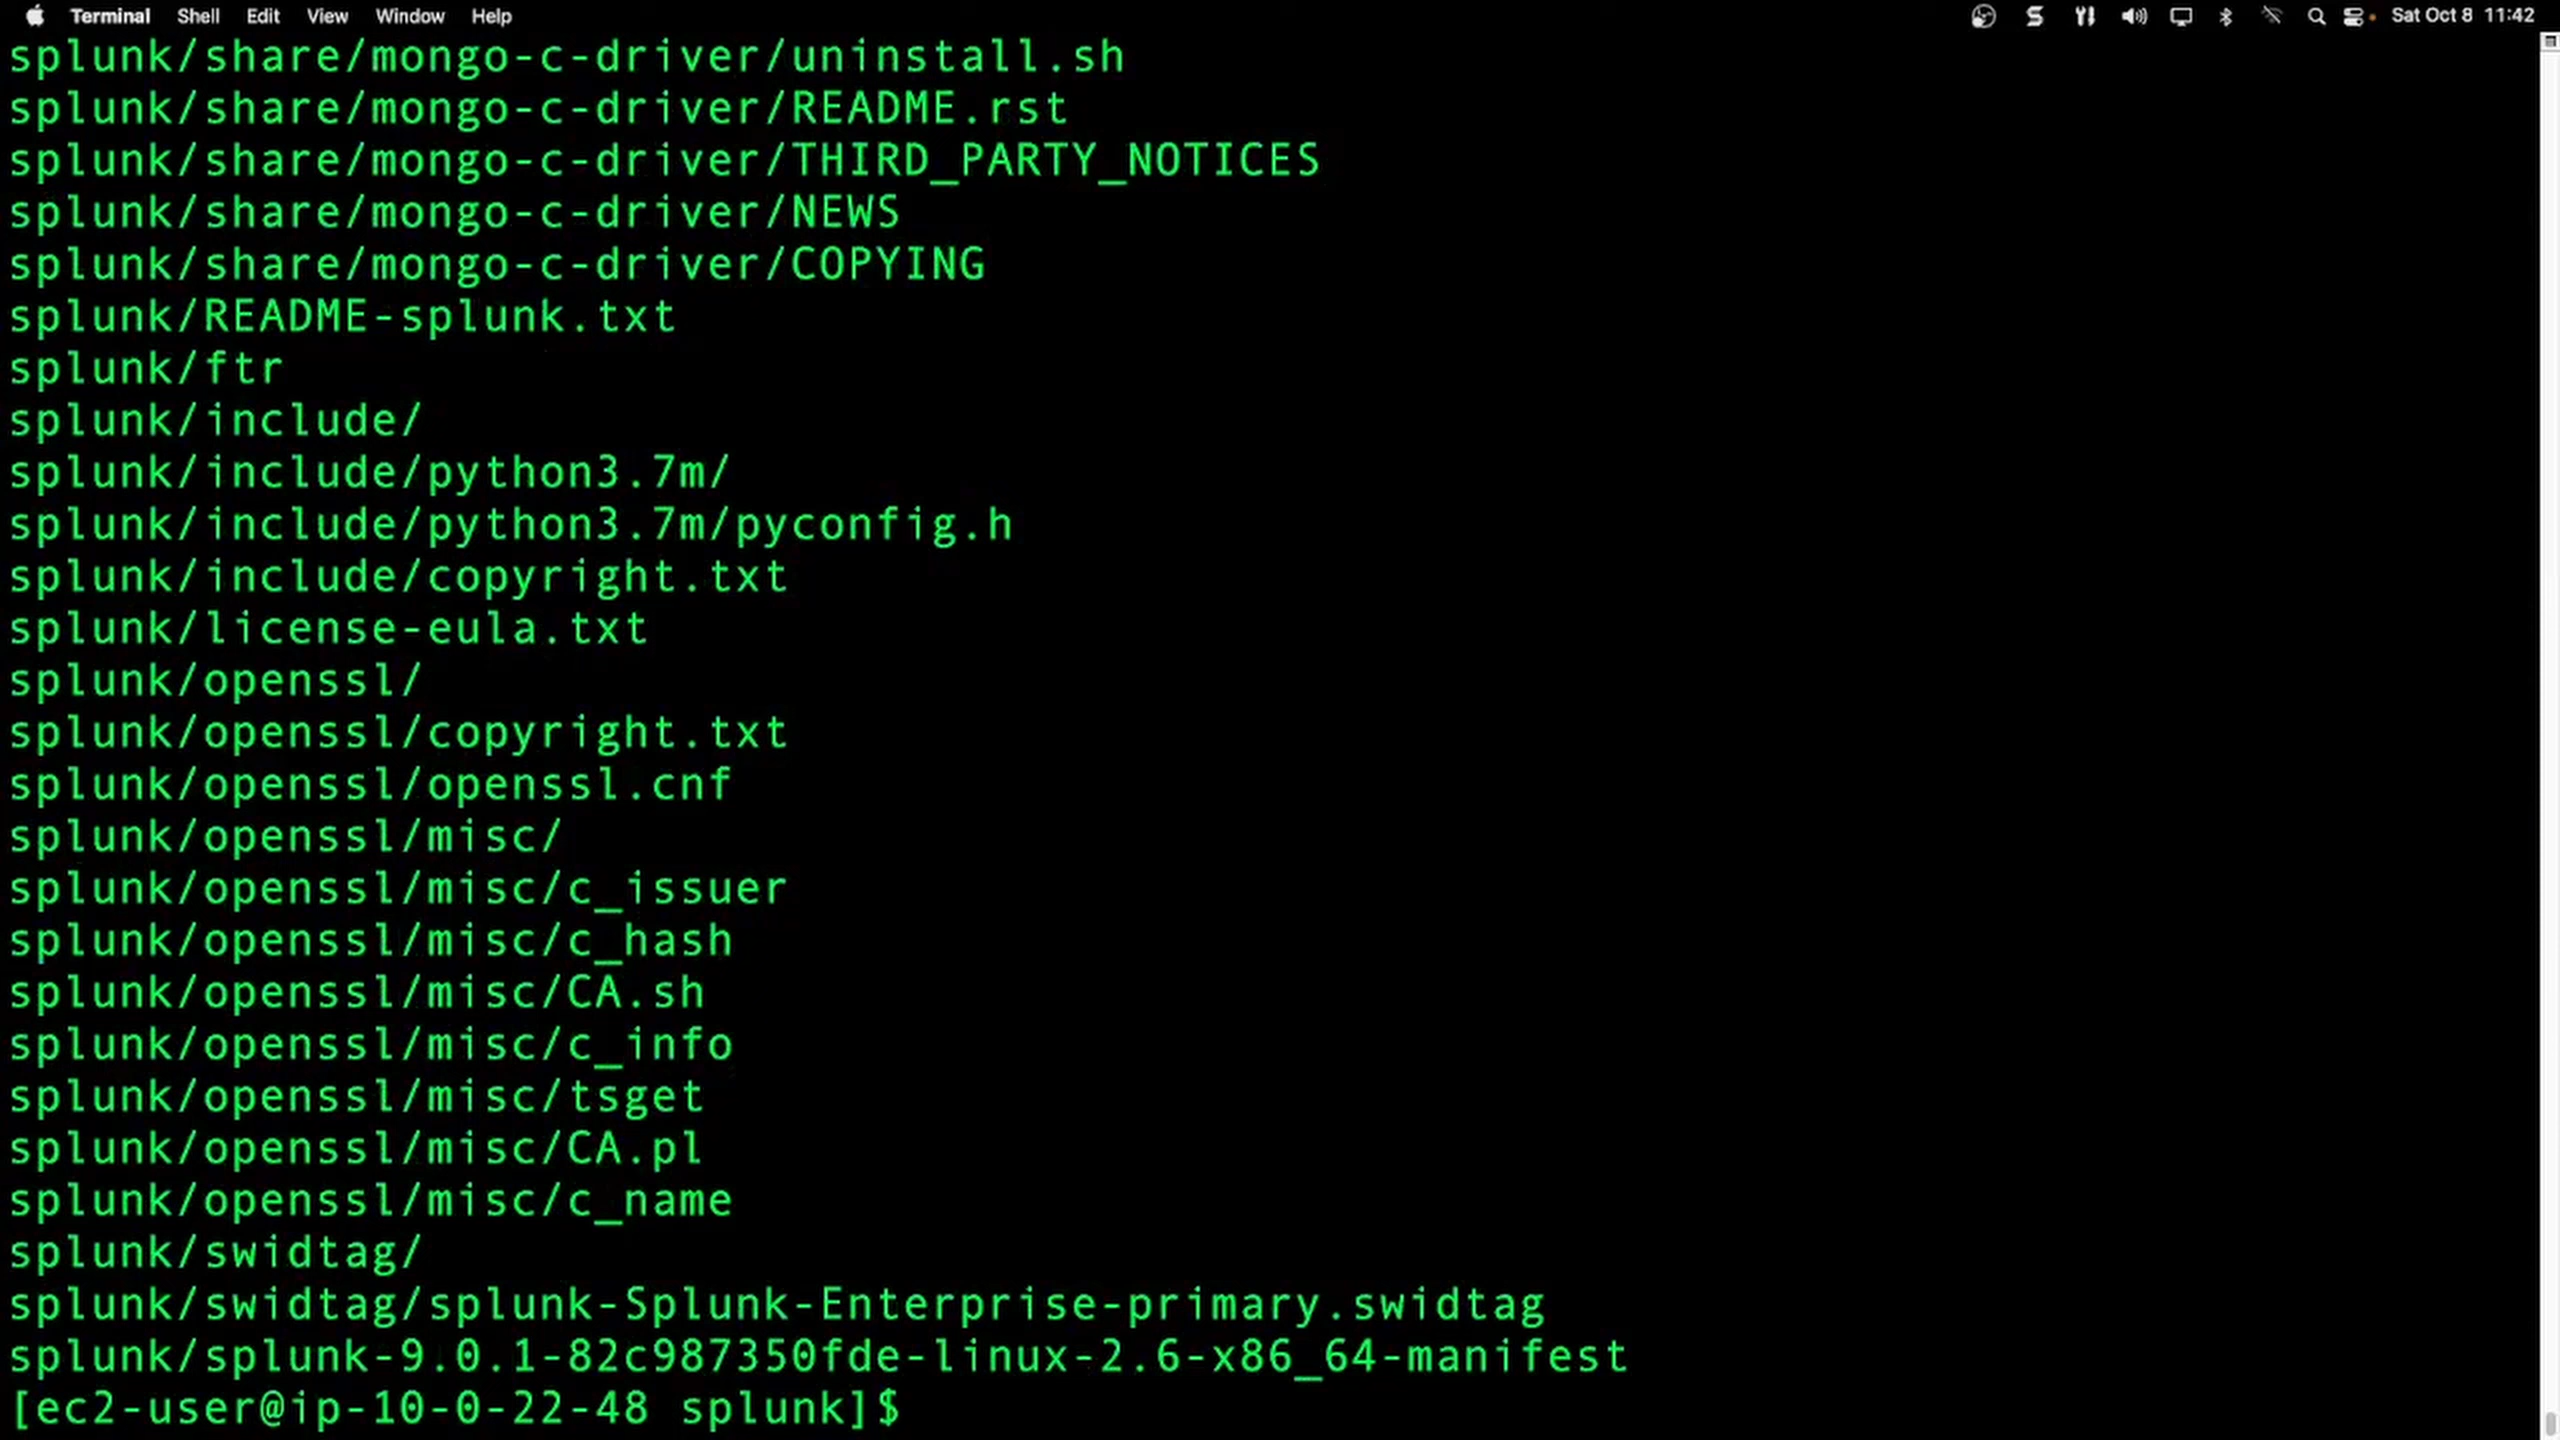 Terminal Shell Edit View Window Help Sat Oct 8 11:42
splunk/share/mongo-c-driver/uninstall.sh
splunk/share/mongo-c-driver/README.rst
splunk/share/mongo-c-driver/THIRD_PARTY_NOTICES
splunk/share/mongo-c-driver/NEWS
splunk/share/mongo-c-driver/COPYING
splunk/README-splunk.txt
splunk/ftr
splunk/include/
splunk/include/python3.7m/
splunk/include/python3.7m/pyconfig.h
splunk/include/copyright.txt
splunk/license-eula.txt
splunk/openssl/
splunk/openssl/copyright.txt
splunk/openssl/openssl.cnf
splunk/openssl/misc/
splunk/openssl/misc/c_issuer
splunk/openssl/misc/c_hash
splunk/openssl/misc/CA.sh
splunk/openssl/misc/c_info
splunk/openssl/misc/tsget
splunk/openssl/misc/CA.pl
splunk/openssl/misc/c_name
splunk/swidtag/
splunk/swidtag/splunk-Splunk-Enterprise-primary.swidtag
splunk/splunk-9.0.1-82c987350fde-linux-2.6-x86_64-manifest
[ec2-user@ip-10-0-22-48 splunk]$